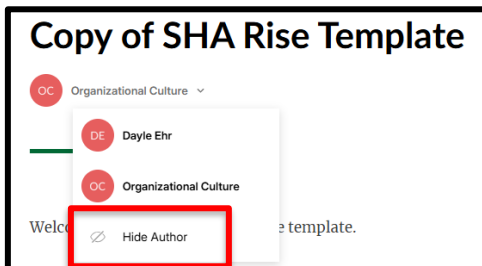 Copy of SHA Rise Template
OC Organizational Culture
DE Dayle Ehr
OC Organizational Culture
Hide Author
Welc e template.